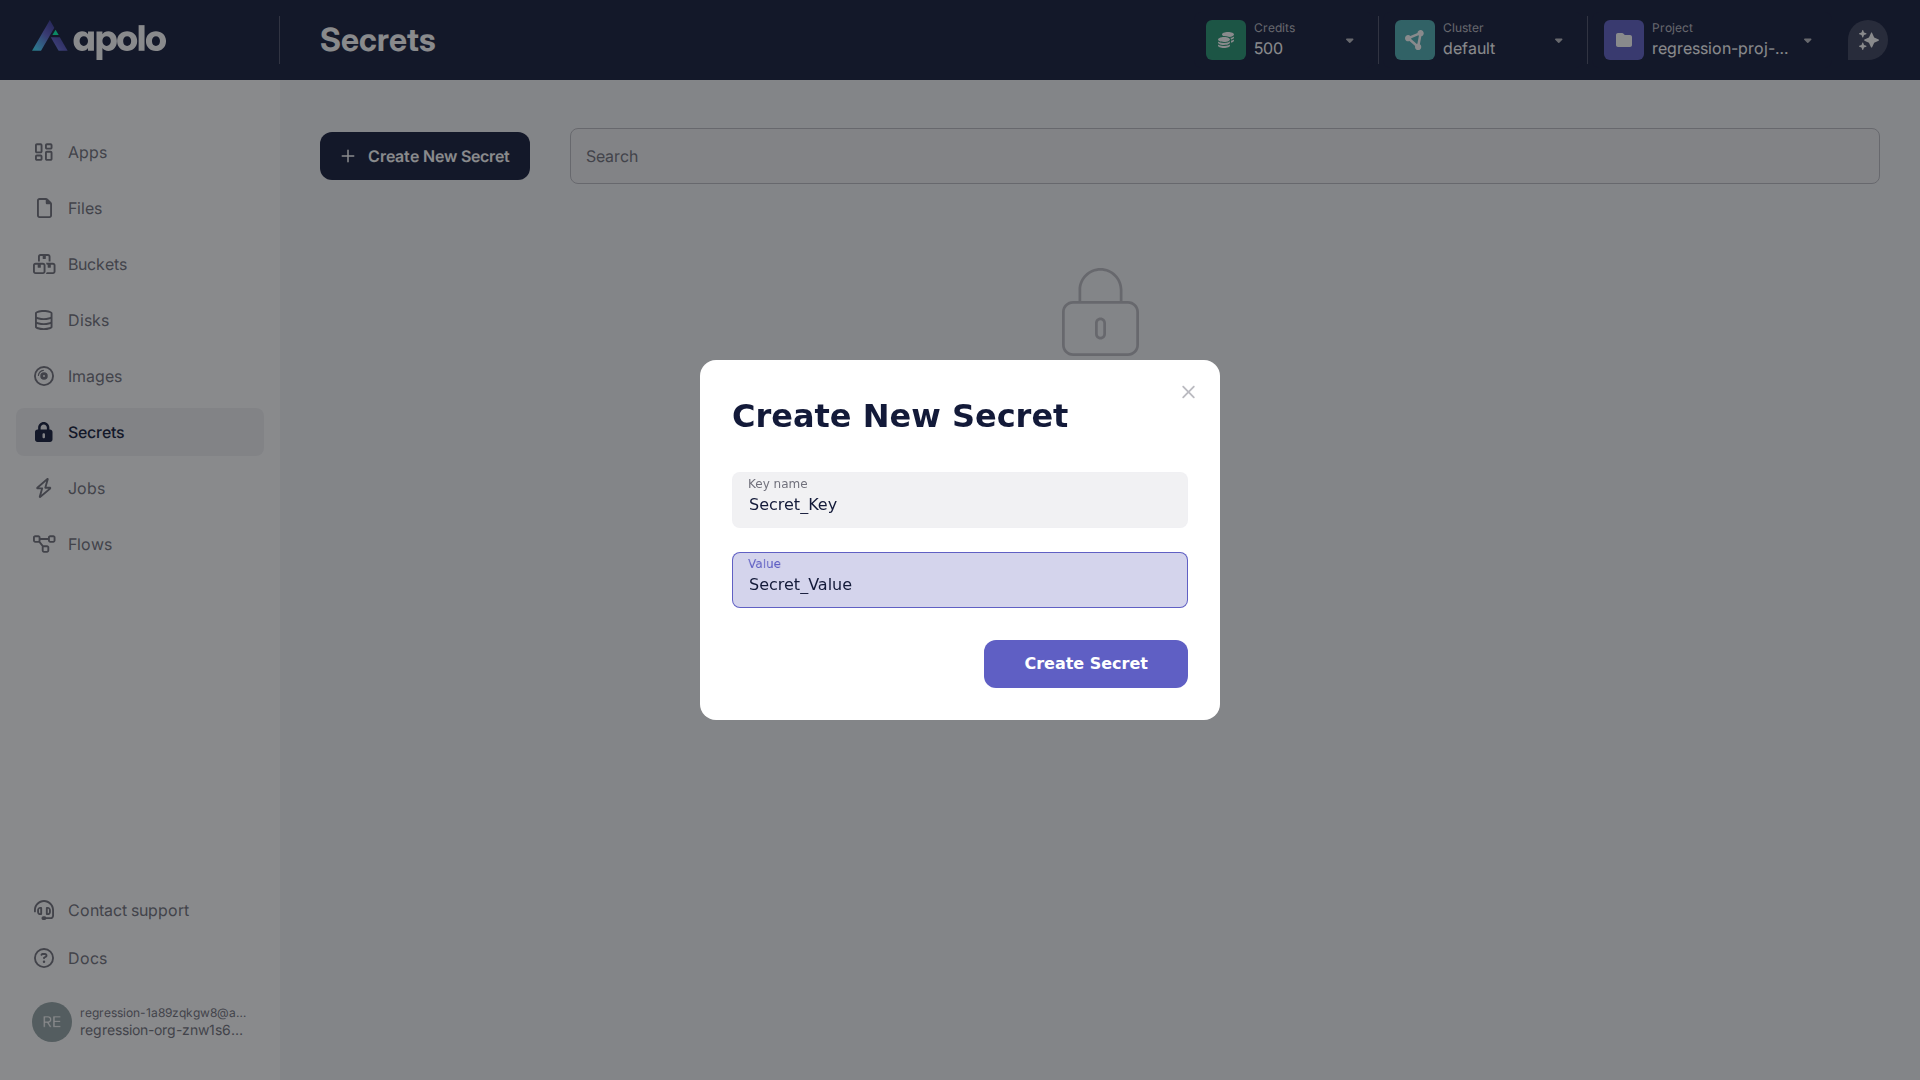 apolo
Secrets
Credits
500
Cluster
default
Project
regression-proj-...
Apps
Files
Buckets
Disks
Images
Secrets
Jobs
Flows
Contact support
Docs
RE
regression-1a89zqkgw8@a...
regression-org-znw1s6...
Create New Secret
Search
Create New Secret
Key name
Secret_Key
Value
Secret_Value
Create Secret